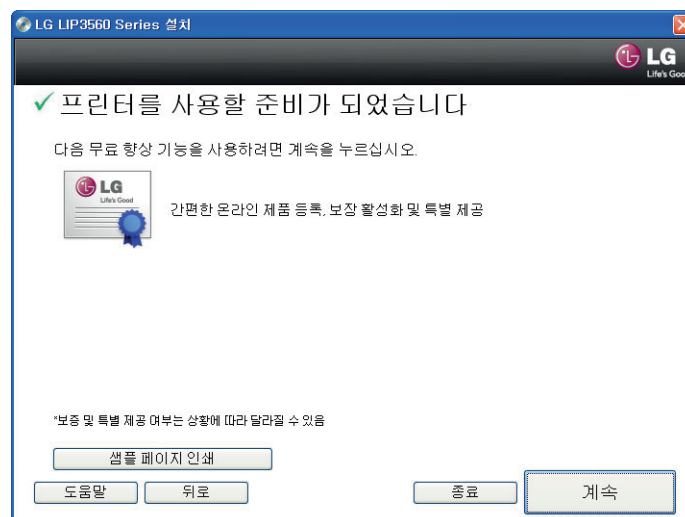 LG LIP3560 Series 설치
LG
Life's Good
프린터를 사용할 준비가 되었습니다
다음 무료 향상 기능을 사용하려면 계속을 누르십시오.
LG
Life's Good
간편한 온라인 제품 등록, 보장 활성화 및 특별 제공
*보증 및 특별 제공 여부는 상황에 따라 달라질 수 있음
샘플 페이지 인쇄
도움말 뒤로 종료 계속